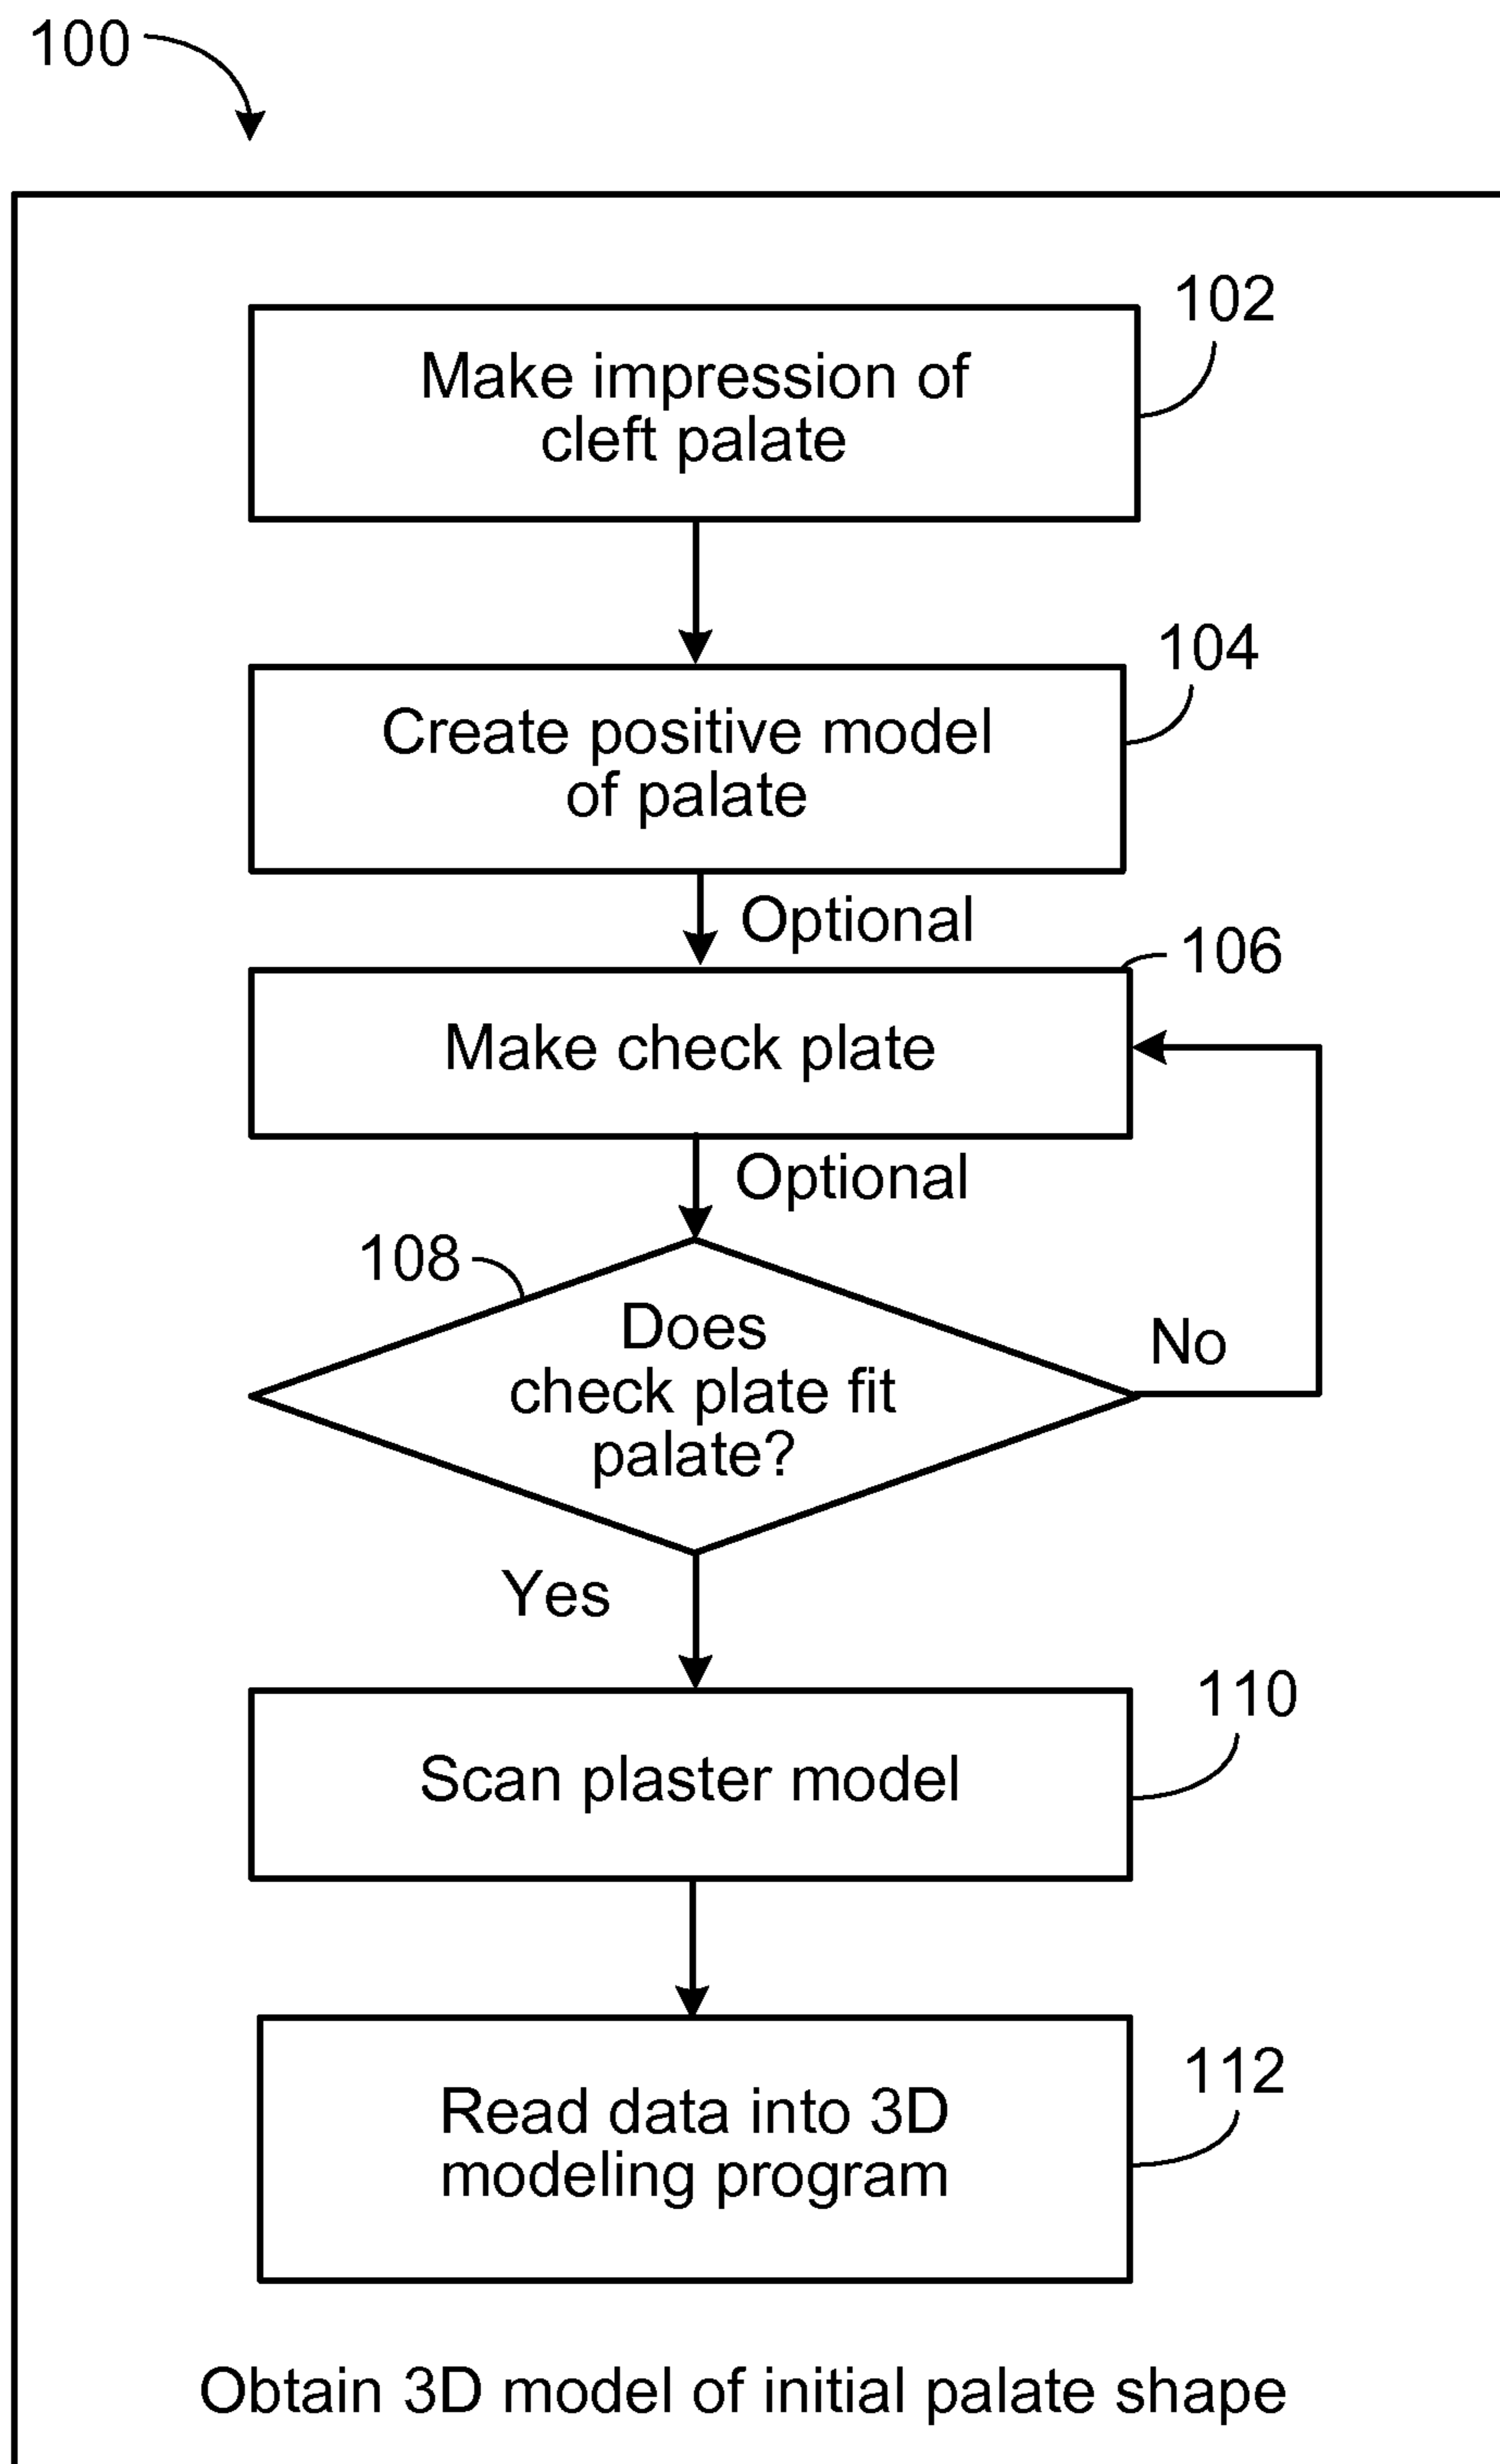 100
102
Make impression of
cleft palate
104
Create positive model
of palate
Optional
106
Make check plate
Optional
108
Does
check plate fit
palate?
No
Yes
110
Scan plaster model
112
Read data into 3D
modeling program
Obtain 3D model of initial palate shape